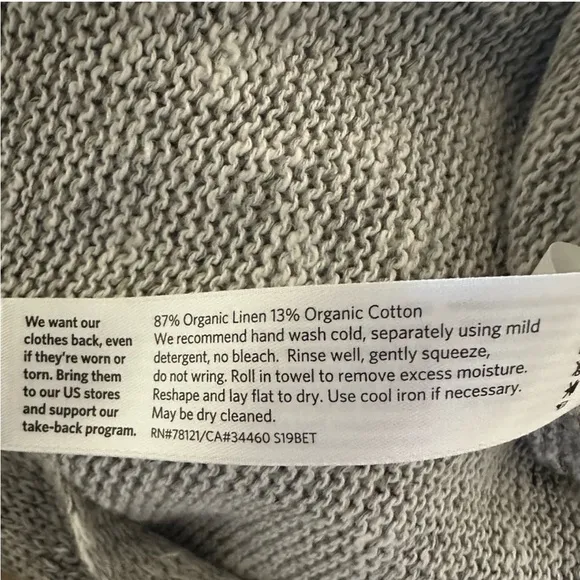 We want our
clothes back, even
if they're worn or
torn. Bring them
to our US stores
and support our
take-back program.
87% Organic Linen 13% Organic Cotton
We recommend hand wash cold, separately using mild
detergent, no bleach. Rinse well, gently squeeze,
do not wring. Roll in towel to remove excess moisture.
Reshape and lay flat to dry. Use cool iron if necessary.
May be dry cleaned.
RN#78121/CA#34460 S19BET